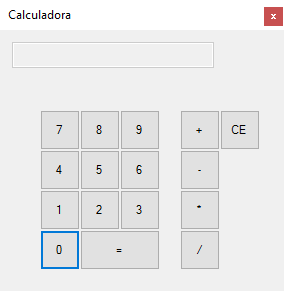 Calculadora x
7 8 9 + CE
4 5 6 -
1 2 3 *
0 = /